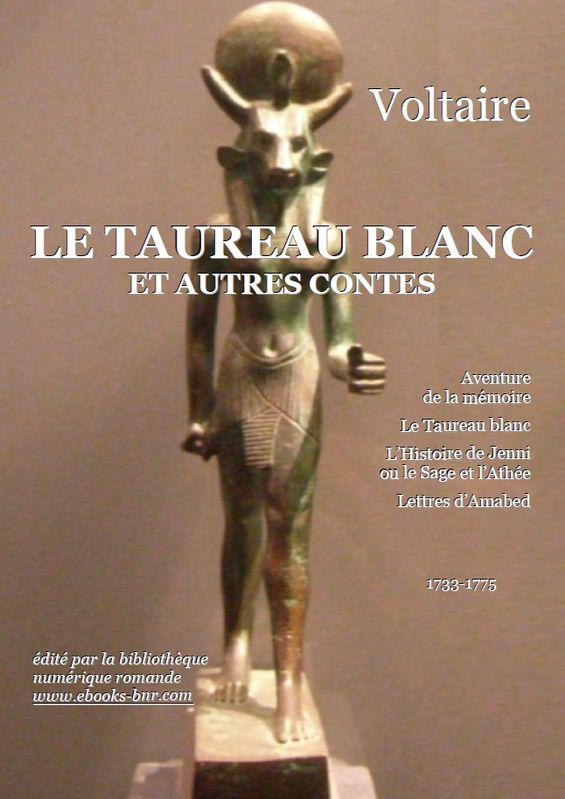 Voltaire
LE TAUREAU BLANC
ET AUTRES CONTES
Aventure
de la mémoire
Le Taureau blanc
L’Histoire de Jenni
ou le Sage et l’Athée
Lettres d’Amabed
1733-1775
édité par la bibliothèque
numérique romande
www.ebooks-bnr.com